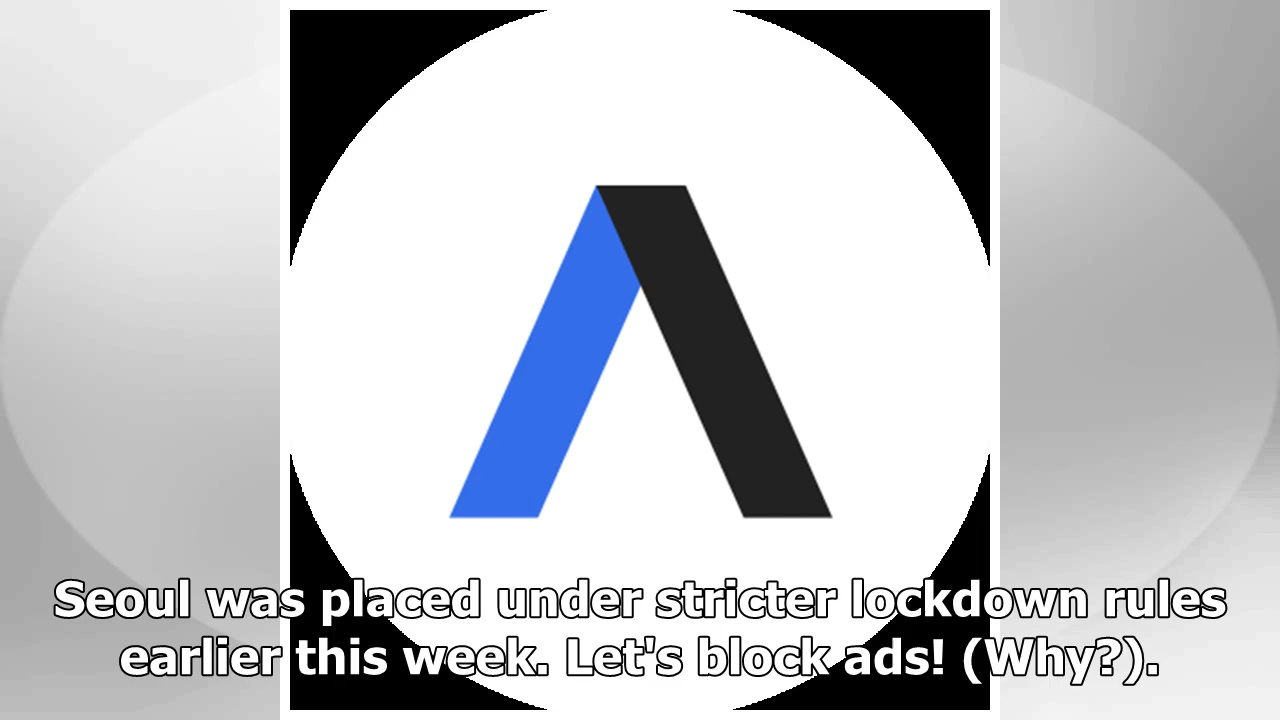 Seoul was placed under stricter lockdown rules
earlier this week. Let's block ads! (Why?).